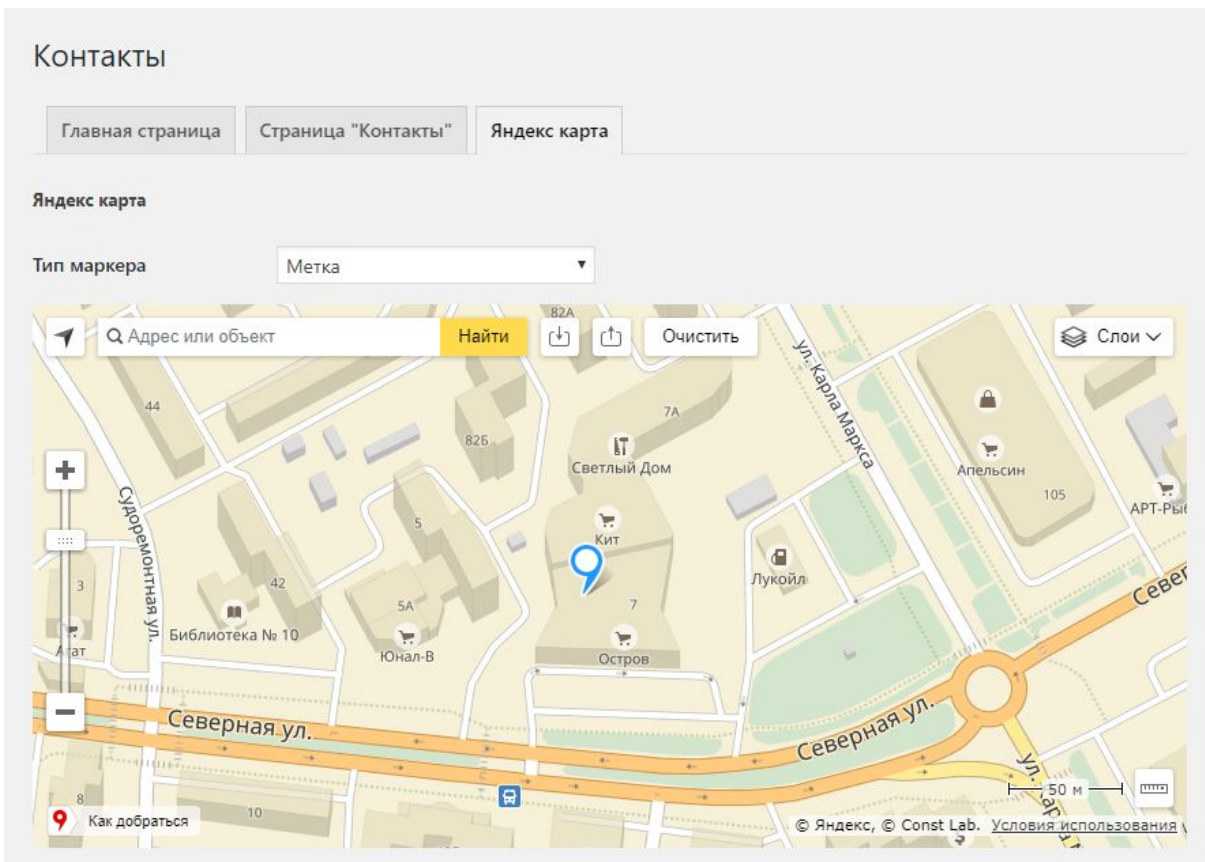 Контакты
Главная страница
Страница "Контакты"
Яндекс карта
Яндекс карта
Тип маркера
Метка
82А
Адрес или объект
Найти
Очистить
Слои
ул. Карла Маркса
44
7А
82Б
Светлый Дом
Апельсин
105
АРТ-Рыб
Судоремонтная ул.
5
Кит
Лукойл
Север
3
42
5А
7
Библиотека № 10
Агат
Юнал-В
Остров
Северная ул.
Северная ул.
50 м
8
10
Как добраться
© Яндекс, © Const Lab. Условия использования